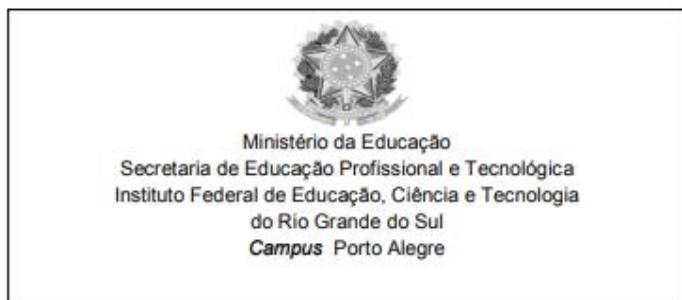 Ministério da Educação
Secretaria de Educação Profissional e Tecnológica
Instituto Federal de Educação, Ciência e Tecnologia
do Rio Grande do Sul
Campus Porto Alegre